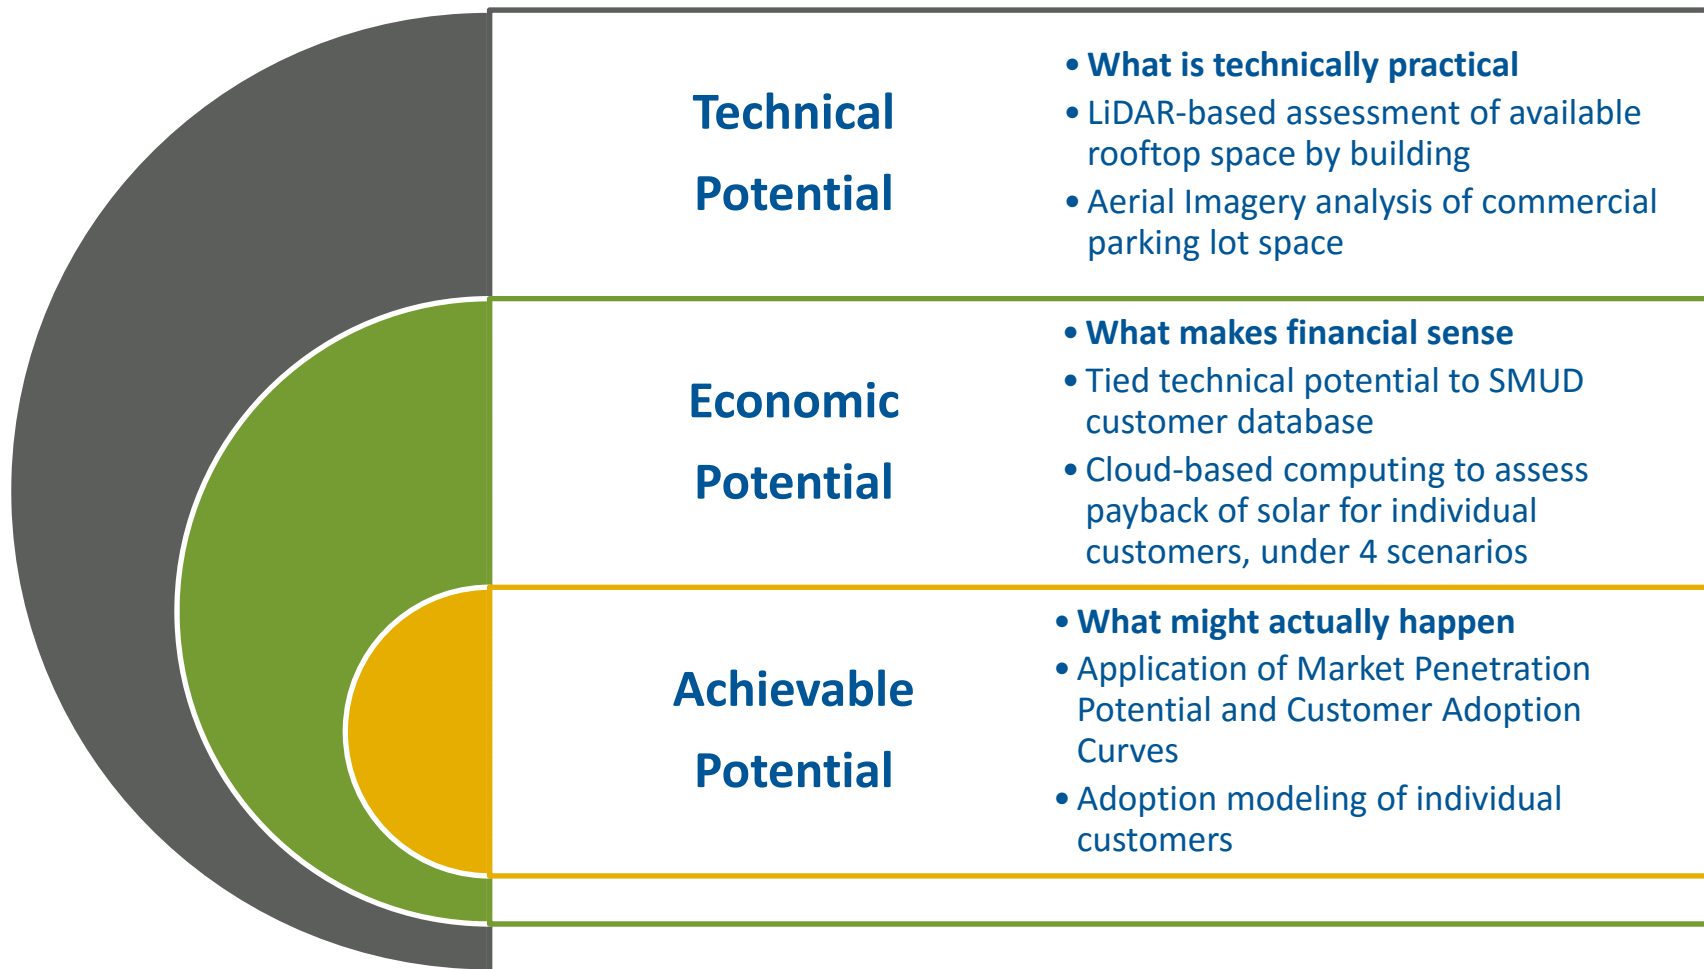 Technical
Potential
• What is technically practical
• LiDAR-based assessment of available
rooftop space by building
• Aerial Imagery analysis of commercial
parking lot space
Economic
Potential
• What makes financial sense
• Tied technical potential to SMUD
customer database
• Cloud-based computing to assess
payback of solar for individual
customers, under 4 scenarios
Achievable
Potential
• What might actually happen
• Application of Market Penetration
Potential and Customer Adoption
Curves
• Adoption modeling of individual
customers